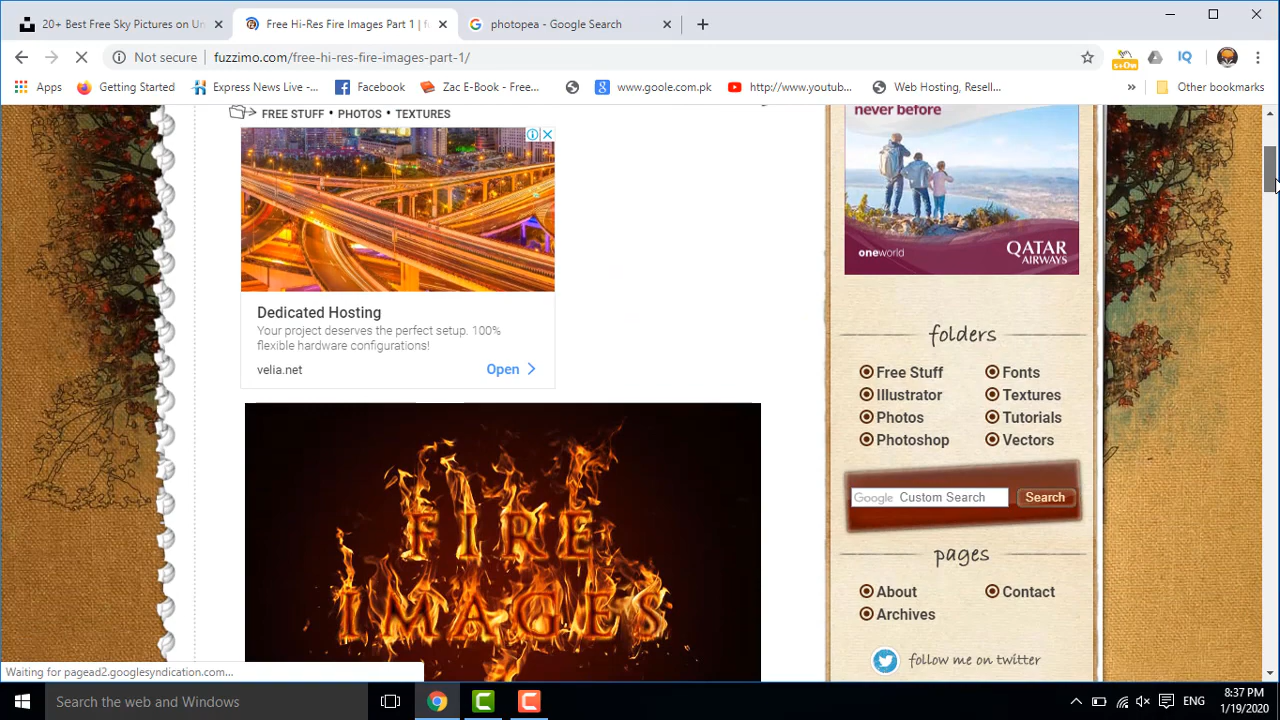 20+ Best Free Sky Pictures on Un
Free Hi-Res Fire Images Part 1 | f
photopea - Google Search
Not secure
fuzzimo.com/free-hi-res-fire-images-part-1/
Apps
Getting Started
Express News Live -...
Facebook
Zac E-Book - Free...
www.goole.com.pk
http://www.youtub...
Web Hosting, Resell...
»
Other bookmarks
FREE STUFF • PHOTOS • TEXTURES
never before
oneworld
QATAR
AIRWAYS
Dedicated Hosting
Your project deserves the perfect setup. 100%
flexible hardware configurations!
velia.net
Open
FIRE
IMAGES
folders
Free Stuff
Fonts
Illustrator
Textures
Photos
Tutorials
Photoshop
Vectors
Google Custom Search
Search
pages
About
Contact
Archives
follow me on twitter
Waiting for pagead2.googlesyndication.com...
Search the web and Windows
ENG
8:37 PM
1/19/2020